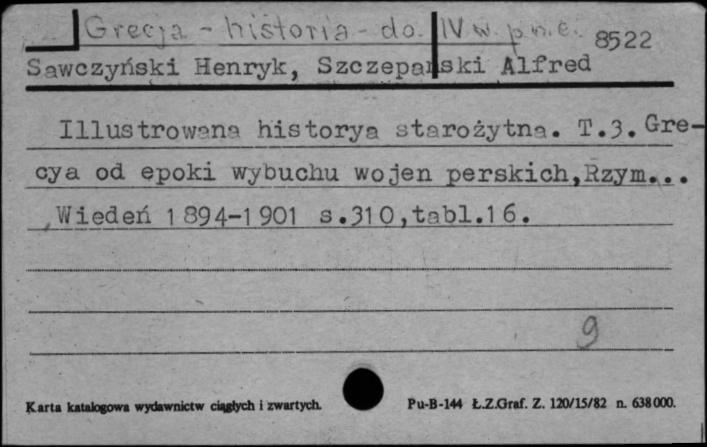 Grecja - historia - do IV w. p.n.e. 8522
Sawczyński Henryk, Szczepański Alfred
Illustrowana historya starożytna. T.3. Gre-
cya od epoki wybuchu wojen perskich,Rzym...
Wiedeń 1894-1901 s.310,tabl.16.
9
Karta katalogowa wydawnictw ciągłych i zwartych. Pu-B-144 Ł.Z.Graf. Z. 120/15/82 n. 638 000.